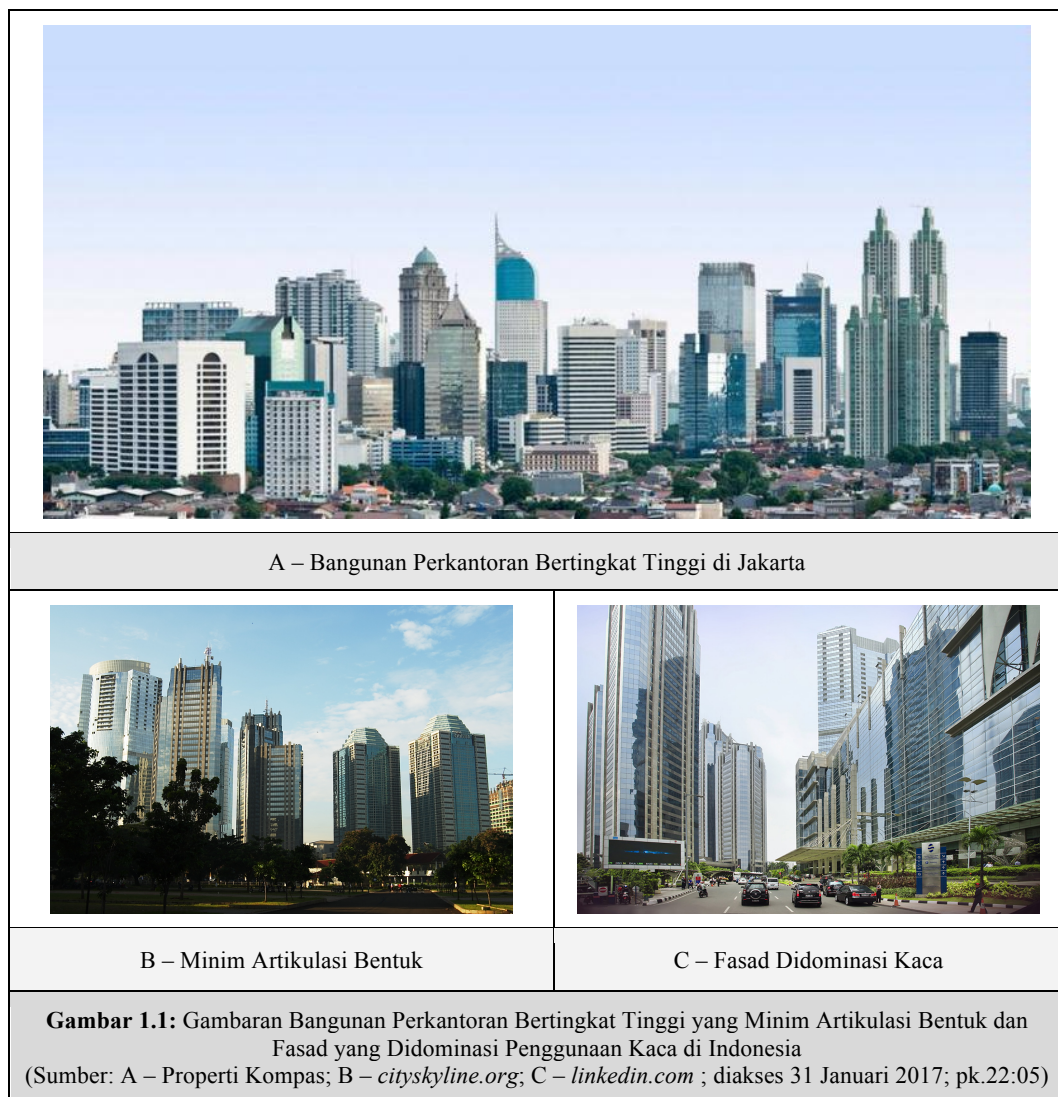 A – Bangunan Perkantoran Bertingkat Tinggi di Jakarta
B – Minim Artikulasi Bentuk
C – Fasad Didominasi Kaca
Gambar 1.1: Gambaran Bangunan Perkantoran Bertingkat Tinggi yang Minim Artikulasi Bentuk dan
Fasad yang Didominasi Penggunaan Kaca di Indonesia
(Sumber: A – Properti Kompas; B – cityskyline.org; C – linkedin.com ; diakses 31 Januari 2017; pk.22:05)